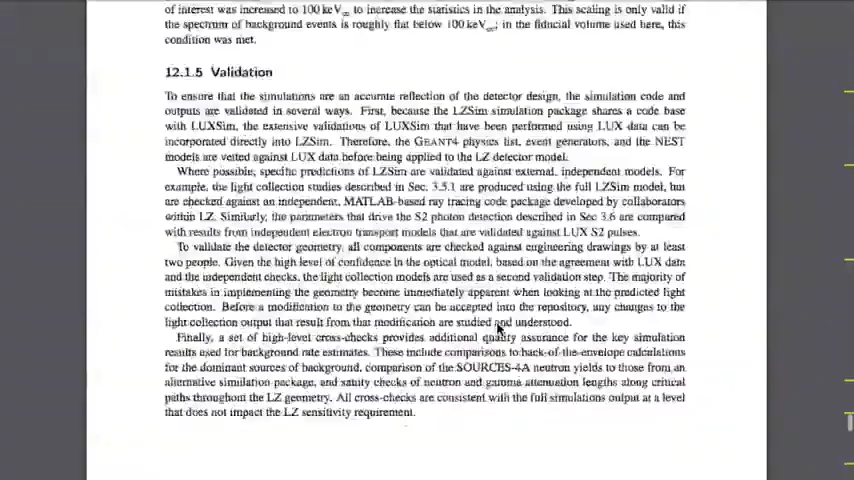 of interest was increased to 100 keV_ee to increase the statistics in the analysis. This scaling is only valid if
the spectrum of background events is roughly flat below 100 keV_ee; in the fiducial volume used here, this
condition was met.
12.1.5 Validation
To ensure that the simulations are an accurate reflection of the detector design, the simulation code and
outputs are validated in several ways. First, because the LZSim simulation package shares a code base
with LUXSim, the extensive validations of LUXSim that have been performed using LUX data can be
incorporated directly into LZSim. Therefore, the GEANT4 physics list, event generators, and the NEST
models are vetted against LUX data before being applied to the LZ detector model.
Where possible, specific predictions of LZSim are validated against external, independent models. For
example, the light collection studies described in Sec. 3.5.1 are produced using the full LZSim model, but
are checked against an independent, MATLAB-based ray tracing code package developed by collaborators
within LZ. Similarly, the parameters that drive the S2 photon detection described in Sec 3.6 are compared
with results from independent electron transport models that are validated against LUX S2 pulses.
To validate the detector geometry, all components are checked against engineering drawings by at least
two people. Given the high level of confidence in the optical model, based on the agreement with LUX data
and the independent checks, the light collection models are used as a second validation step. The majority of
mistakes in implementing the geometry become immediately apparent when looking at the predicted light
collection. Before a modification to the geometry can be accepted into the repository, any changes to the
light collection output that result from that modification are studied and understood.
Finally, a set of high-level cross-checks provides additional quality assurance for the key simulation
results used for background rate estimates. These include comparisons to back-of-the-envelope calculations
for the dominant sources of background, comparison of the SOURCES-4A neutron yields to those from an
alternative simulation package, and sanity checks of neutron and gamma attenuation lengths along critical
paths throughout the LZ geometry. All cross-checks are consistent with the full simulations output at a level
that does not impact the LZ sensitivity requirement.